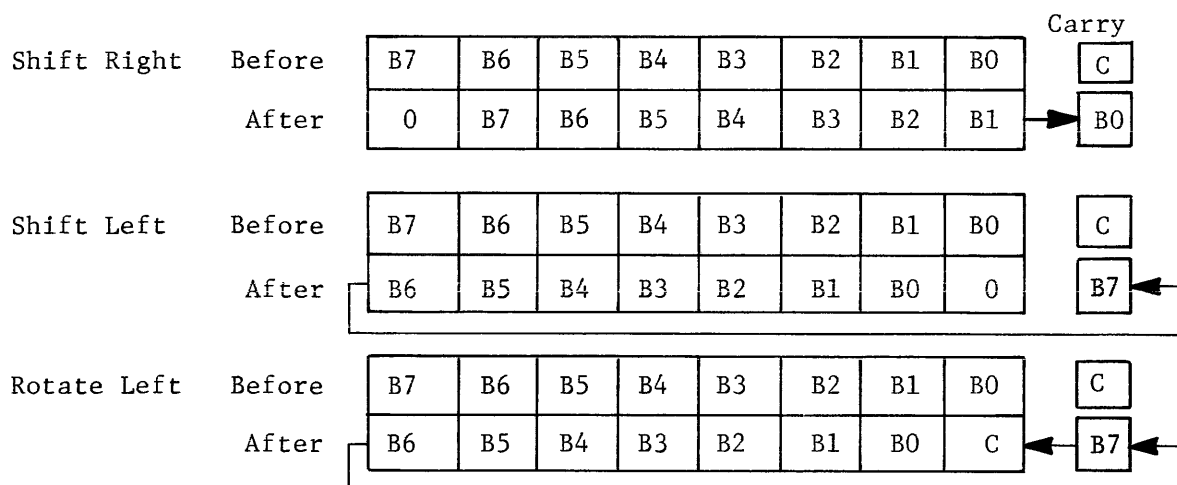 Carry
Shift Right Before B7 B6 B5 B4 B3 B2 B1 B0 C
After 0 B7 B6 B5 B4 B3 B2 B1 B0
Shift Left Before B7 B6 B5 B4 B3 B2 B1 B0 C
After B6 B5 B4 B3 B2 B1 B0 0 B7
Rotate Left Before B7 B6 B5 B4 B3 B2 B1 B0 C
After B6 B5 B4 B3 B2 B1 B0 C B7